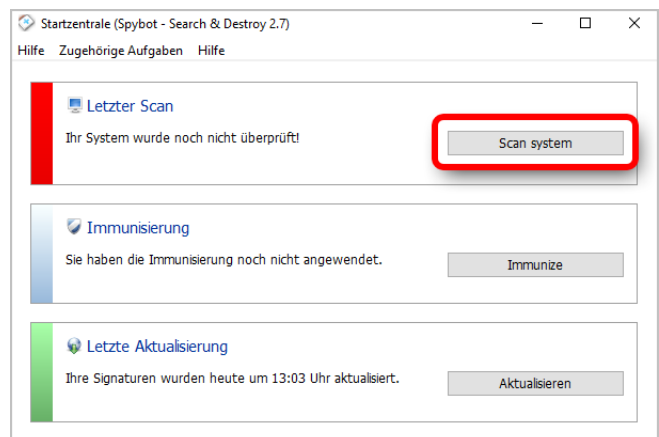 Startzentrale (Spybot - Search & Destroy 2.7)
Hilfe Zugehörige Aufgaben Hilfe
Letzter Scan
Ihr System wurde noch nicht überprüft!
Scan system
Immunisierung
Sie haben die Immunisierung noch nicht angewendet.
Immunize
Letzte Aktualisierung
Ihre Signaturen wurden heute um 13:03 Uhr aktualisiert.
Aktualisieren